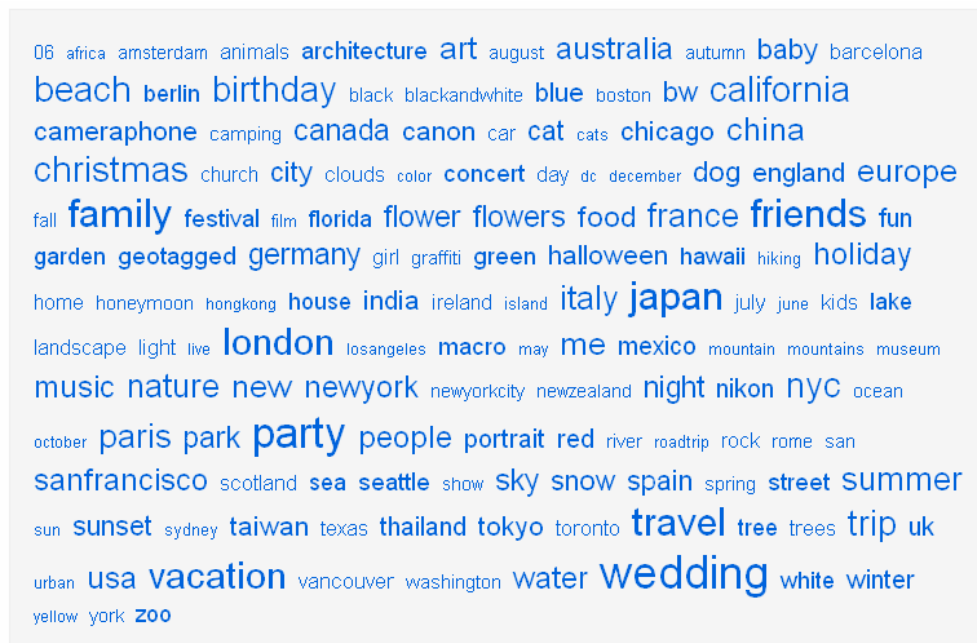 06 africa amsterdam animals architecture art august australia autumn baby barcelona
beach berlin birthday black blackandwhite blue boston bw california
cameraphone camping canada canon car cat cats chicago china
christmas church city clouds color concert day dc december dog england europe
fall family festival film florida flower flowers food france friends fun
garden geotagged germany girl graffiti green halloween hawaii hiking holiday
home honeymoon hongkong house india ireland island italy japan july june kids lake
landscape light live london losangeles macro may me mexico mountain mountains museum
music nature new newyork newyorkcity newzealand night nikon nyc ocean
october paris park party people portrait red river roadtrip rock rome san
sanfrancisco scotland sea seattle show sky snow spain spring street summer
sun sunset sydney taiwan texas thailand tokyo toronto travel tree trees trip uk
urban usa vacation vancouver washington water wedding white winter
yellow york zoo